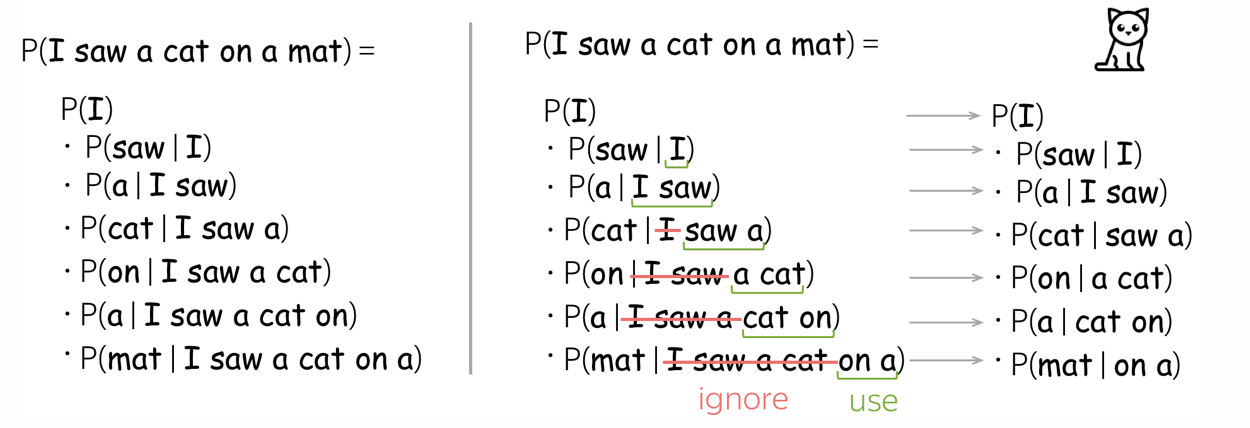 P(I saw a cat on a mat) =
P(I)
· P(saw | I)
· P(a | I saw)
· P(cat | I saw a)
· P(on | I saw a cat)
· P(a | I saw a cat on)
· P(mat | I saw a cat on a)
P(I saw a cat on a mat) =
P(I)
· P(saw | I)
· P(a | I saw)
· P(cat | I saw a)
· P(on | I saw a cat)
· P(a | I saw a cat on)
· P(mat | I saw a cat on a)
ignore use
P(I)
· P(saw | I)
· P(a | I saw)
· P(cat | saw a)
· P(on | a cat)
· P(a | cat on)
· P(mat | on a)